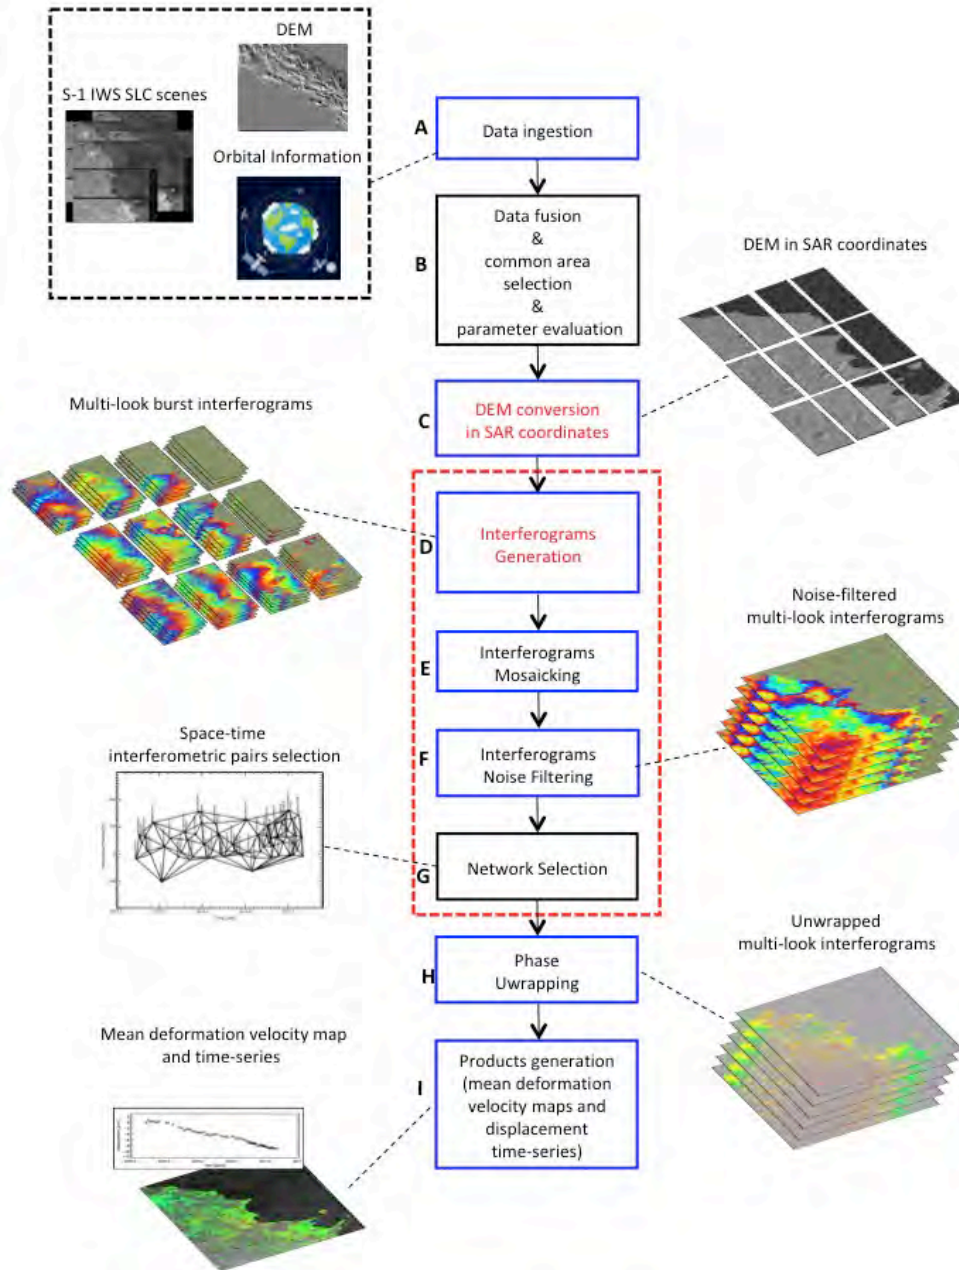 DEM
S-1 IWS SLC scenes
Orbital Information
A
Data ingestion
B
Data fusion
&
common area
selection
&
parameter evaluation
DEM in SAR coordinates
C
DEM conversion
in SAR coordinates
Multi-look burst interferograms
D
Interferograms
Generation
E
Interferograms
Mosaicking
Noise-filtered
multi-look interferograms
F
Interferograms
Noise Filtering
Space-time
interferometric pairs selection
G
Network Selection
Unwrapped
multi-look interferograms
H
Phase
Uwrapping
Mean deformation velocity map
and time-series
I
Products generation
(mean deformation
velocity maps and
displacement
time-series)